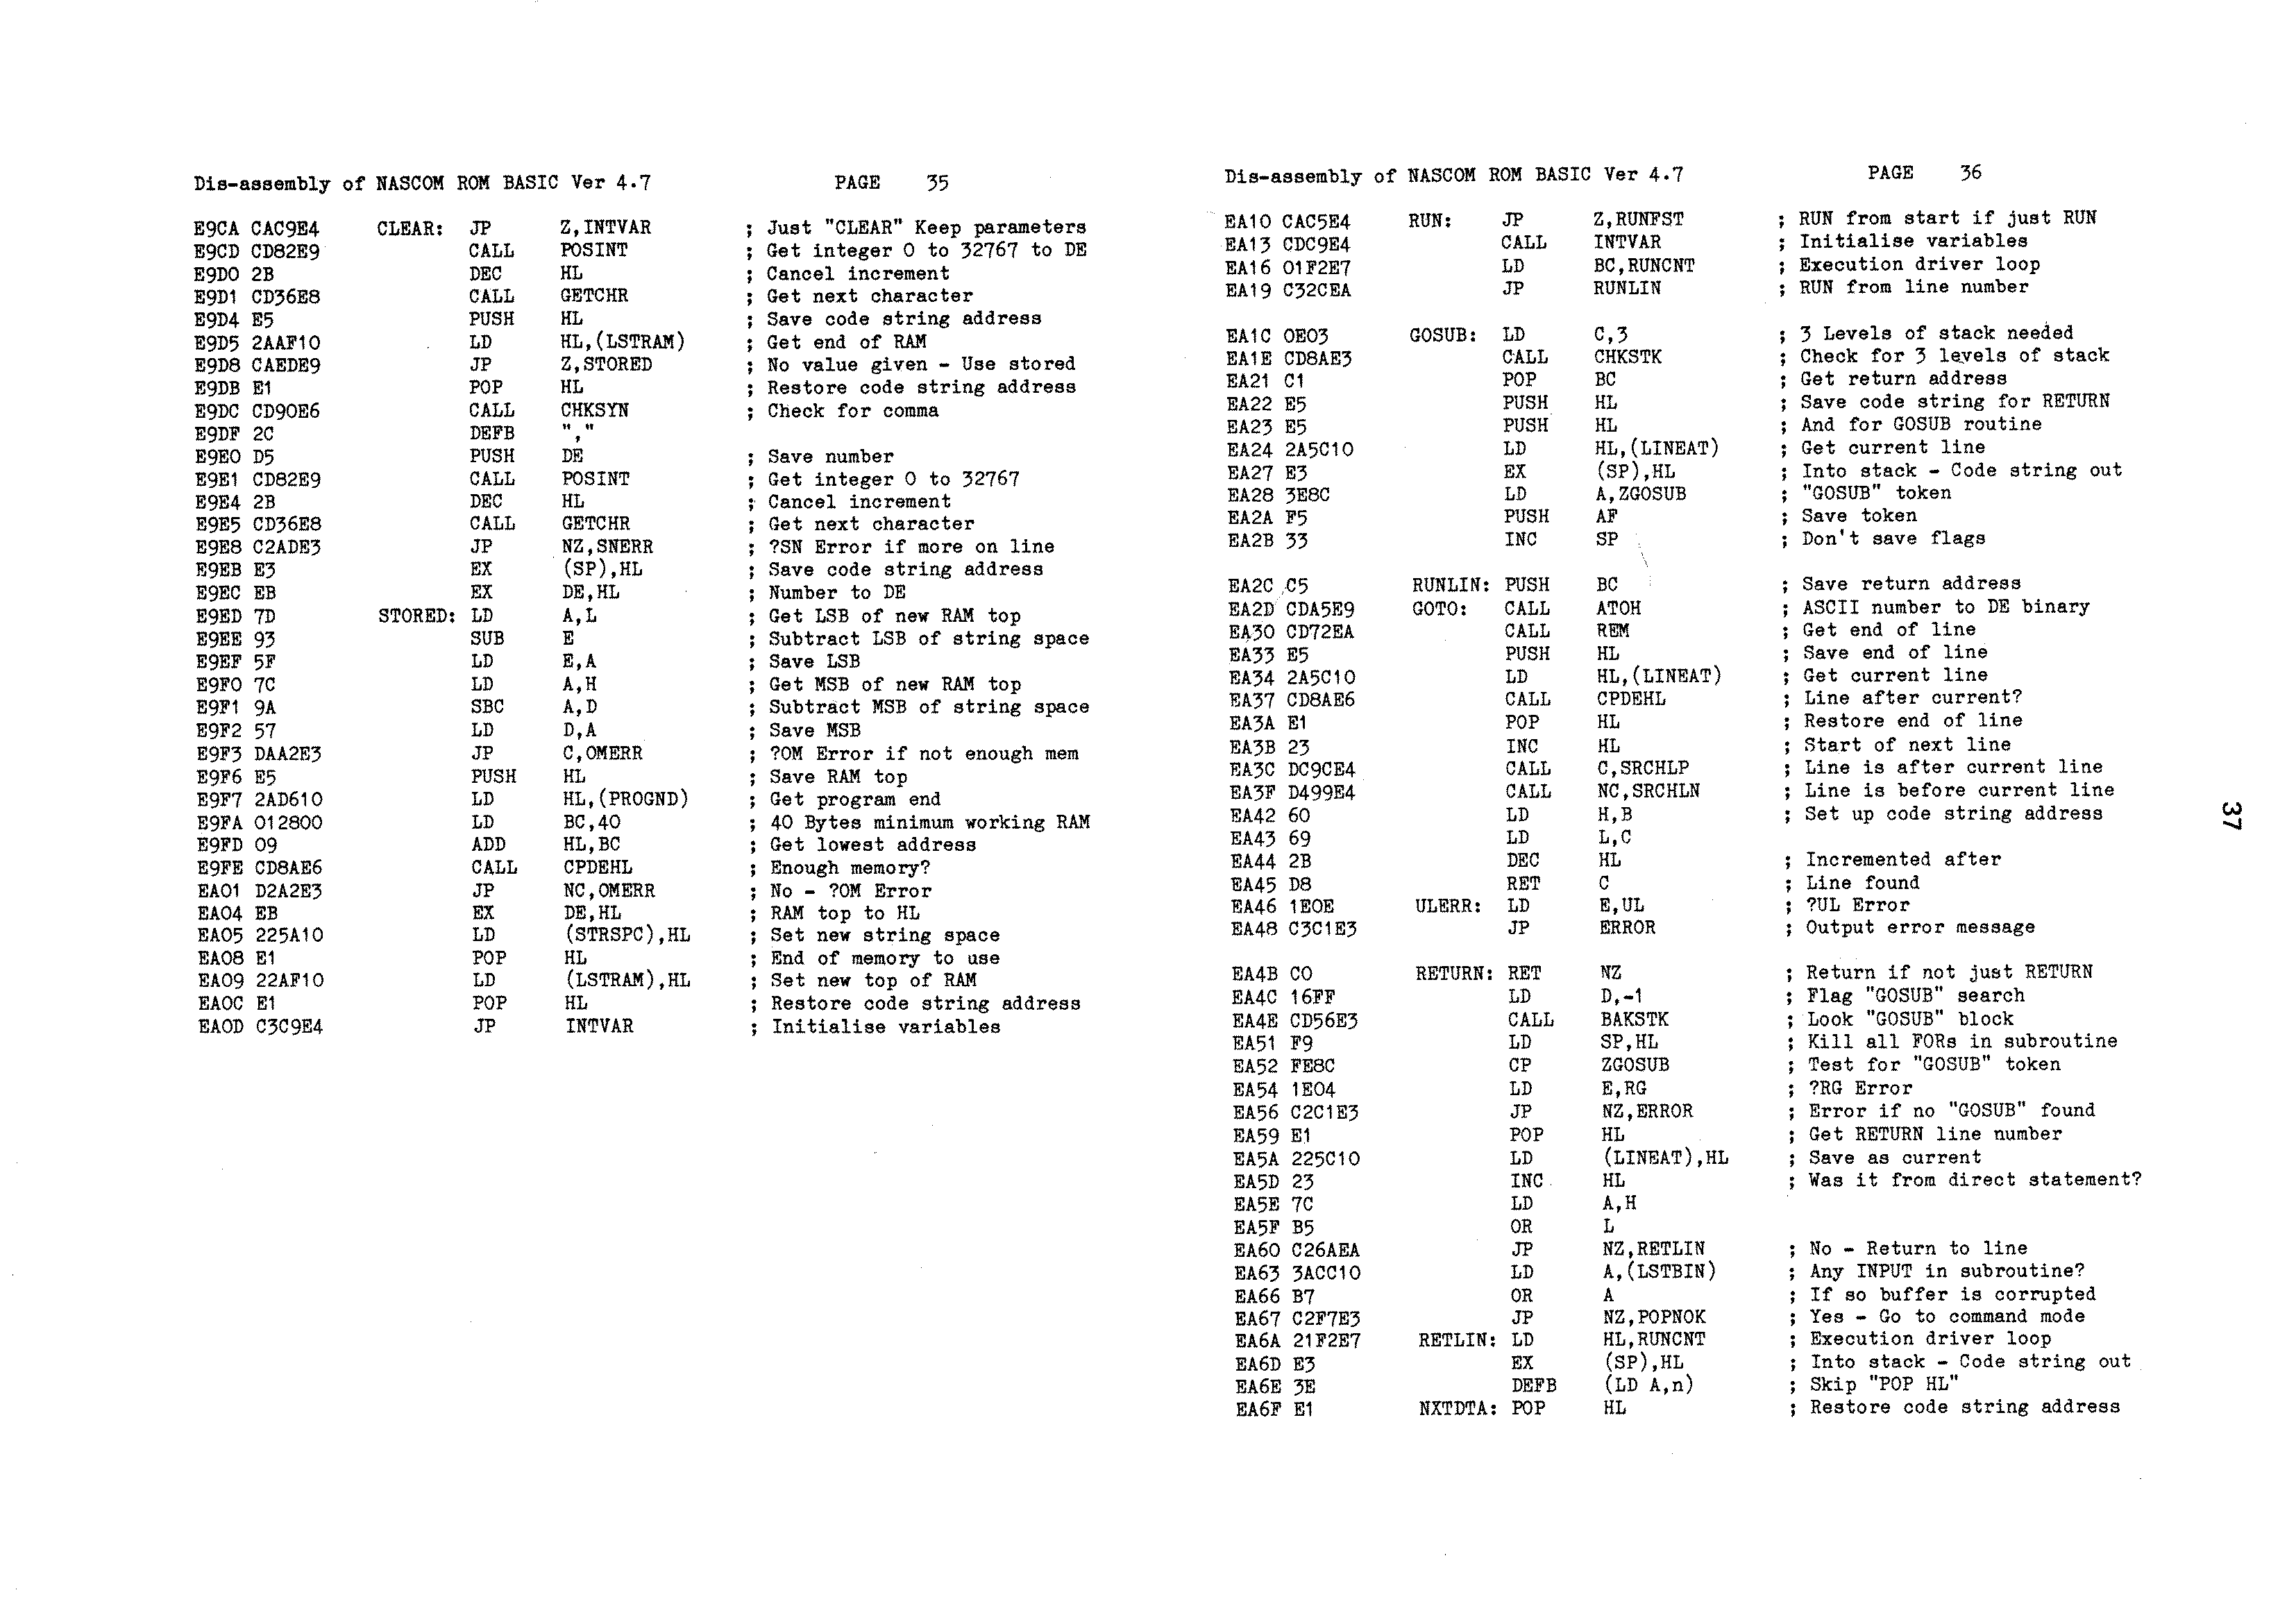 Dis-assembly of NASCOM ROM BASIC Ver 4.7 PAGE 35
E9CA CAC9E4 CLEAR: JP Z,INTVAR ; Just "CLEAR" Keep parameters
E9CD CD82E9 CALL POSINT ; Get integer 0 to 32767 to DE
E9D0 2B DEC HL ; Cancel increment
E9D1 CD36E8 CALL GETCHR ; Get next character
E9D4 E5 PUSH HL ; Save code string address
E9D5 2AAF10 LD HL,(LSTRAM) ; Get end of RAM
E9D8 CAEDE9 JP Z,STORED ; No value given - Use stored
E9DB E1 POP HL ; Restore code string address
E9DC CD90E6 CALL CHKSYN ; Check for comma
E9DF 2C DEFB ","
E9E0 D5 PUSH DE ; Save number
E9E1 CD82E9 CALL POSINT ; Get integer 0 to 32767
E9E4 2B DEC HL ; Cancel increment
E9E5 CD36E8 CALL GETCHR ; Get next character
E9E8 C2ADE3 JP NZ,SNERR ; ?SN Error if more on line
E9EB E3 EX (SP),HL ; Save code string address
E9EC EB EX DE,HL ; Number to DE
E9ED 7D STORED: LD A,L ; Get LSB of new RAM top
E9EE 93 SUB E ; Subtract LSB of string space
E9EF 5F LD E,A ; Save LSB
E9F0 7C LD A,H ; Get MSB of new RAM top
E9F1 9A SBC A,D ; Subtract MSB of string space
E9F2 57 LD D,A ; Save MSB
E9F3 DAA2E3 JP C,OMERR ; ?OM Error if not enough mem
E9F6 E5 PUSH HL ; Save RAM top
E9F7 2AD610 LD HL,(PROGND) ; Get program end
E9FA 012800 LD BC,40 ; 40 Bytes minimum working RAM
E9FD 09 ADD HL,BC ; Get lowest address
E9FE CD8AE6 CALL CPDEHL ; Enough memory?
EA01 D2A2E3 JP NC,OMERR ; No - ?OM Error
EA04 EB EX DE,HL ; RAM top to HL
EA05 225A10 LD (STRSPC),HL ; Set new string space
EA08 E1 POP HL ; End of memory to use
EA09 22AF10 LD (LSTRAM),HL ; Set new top of RAM
EA0C E1 POP HL ; Restore code string address
EA0D C3C9E4 JP INTVAR ; Initialise variables
Dis-assembly of NASCOM ROM BASIC Ver 4.7 PAGE 36
EA10 CAC5E4 RUN: JP Z,RUNFST ; RUN from start if just RUN
EA13 CDC9E4 CALL INTVAR ; Initialise variables
EA16 01F2E7 LD BC,RUNCNT ; Execution driver loop
EA19 C32CEA JP RUNLIN ; RUN from line number
EA1C 0E03 GOSUB: LD C,3 ; 3 Levels of stack needed
EA1E CD8AE3 CALL CHKSTK ; Check for 3 levels of stack
EA21 C1 POP BC ; Get return address
EA22 E5 PUSH HL ; Save code string for RETURN
EA23 E5 PUSH HL ; And for GOSUB routine
EA24 2A5C10 LD HL,(LINEAT) ; Get current line
EA27 E3 EX (SP),HL ; Into stack - Code string out
EA28 3E8C LD A,ZGOSUB ; "GOSUB" token
EA2A F5 PUSH AF ; Save token
EA2B 33 INC SP ; Don't save flags
EA2C C5 RUNLIN: PUSH BC ; Save return address
EA2D CDA5E9 GOTO: CALL ATOH ; ASCII number to DE binary
EA30 CD72EA CALL REM ; Get end of line
EA33 E5 PUSH HL ; Save end of line
EA34 2A5C10 LD HL,(LINEAT) ; Get current line
EA37 CD8AE6 CALL CPDEHL ; Line after current?
EA3A E1 POP HL ; Restore end of line
EA3B 23 INC HL ; Start of next line
EA3C DC9CE4 CALL C,SRCHLP ; Line is after current line
EA3F D499E4 CALL NC,SRCHLN ; Line is before current line
EA42 60 LD H,B ; Set up code string address
EA43 69 LD L,C
EA44 2B DEC HL ; Incremented after
EA45 D8 RET C ; Line found
EA46 1E0E ULERR: LD E,UL ; ?UL Error
EA48 C3C1E3 JP ERROR ; Output error message
EA4B C0 RETURN: RET NZ ; Return if not just RETURN
EA4C 16FF LD D,-1 ; Flag "GOSUB" search
EA4E CD56E3 CALL BAKSTK ; Look "GOSUB" block
EA51 F9 LD SP,HL ; Kill all FORs in subroutine
EA52 FE8C CP ZGOSUB ; Test for "GOSUB" token
EA54 1E04 LD E,RG ; ?RG Error
EA56 C2C1E3 JP NZ,ERROR ; Error if no "GOSUB" found
EA59 E1 POP HL ; Get RETURN line number
EA5A 225C10 LD (LINEAT),HL ; Save as current
EA5D 23 INC HL ; Was it from direct statement?
EA5E 7C LD A,H
EA5F B5 OR L
EA60 C26AEA JP NZ,RETLIN ; No - Return to line
EA63 3ACC10 LD A,(LSTBIN) ; Any INPUT in subroutine?
EA66 B7 OR A ; If so buffer is corrupted
EA67 C2F7E3 JP NZ,POPNOK ; Yes - Go to command mode
EA6A 21F2E7 RETLIN: LD HL,RUNCNT ; Execution driver loop
EA6D E3 EX (SP),HL ; Into stack - Code string out
EA6E 3E DEFB (LD A,n) ; Skip "POP HL"
EA6F E1 NXTDTA: POP HL ; Restore code string address
37